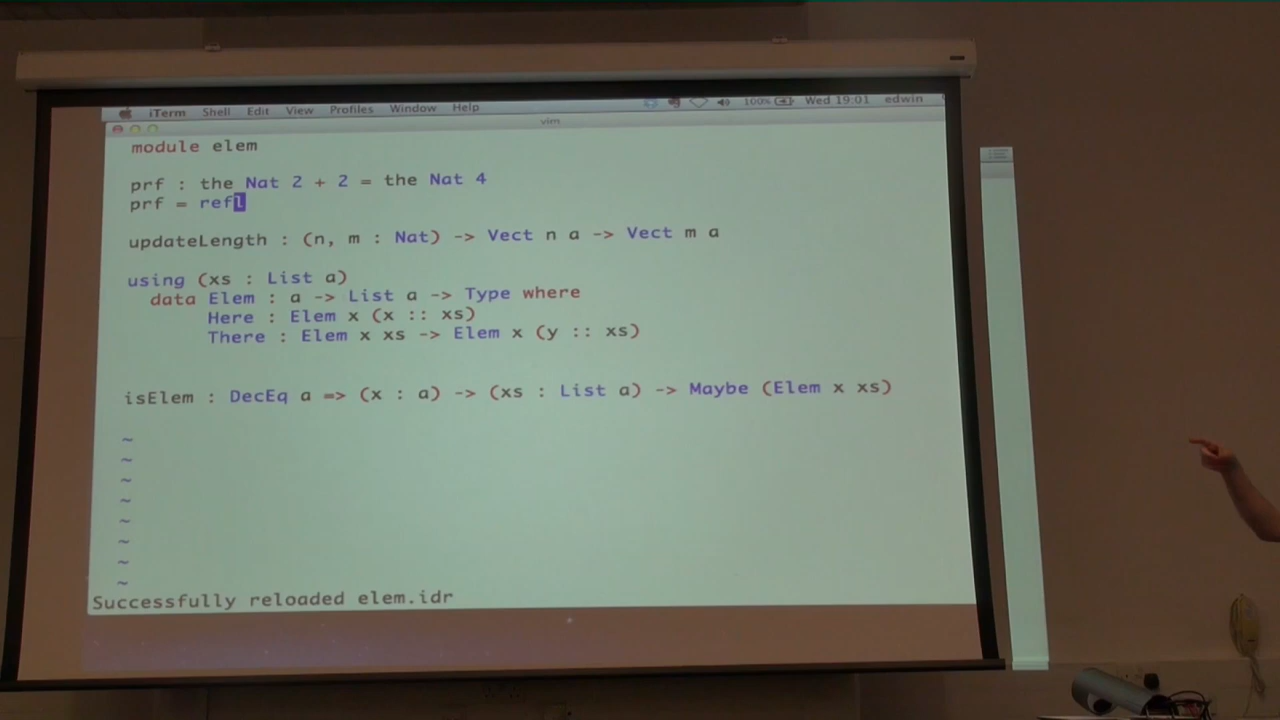 iTerm Shell Edit View Profiles Window Help 100% Wed 19:01 edwin
vim
module elem
prf : the Nat 2 + 2 = the Nat 4
prf = refl
updateLength : (n, m : Nat) -> Vect n a -> Vect m a
using (xs : List a)
data Elem : a -> List a -> Type where
Here : Elem x (x :: xs)
There : Elem x xs -> Elem x (y :: xs)
isElem : DecEq a => (x : a) -> (xs : List a) -> Maybe (Elem x xs)
~
~
~
~
~
~
~
~
Successfully reloaded elem.idr